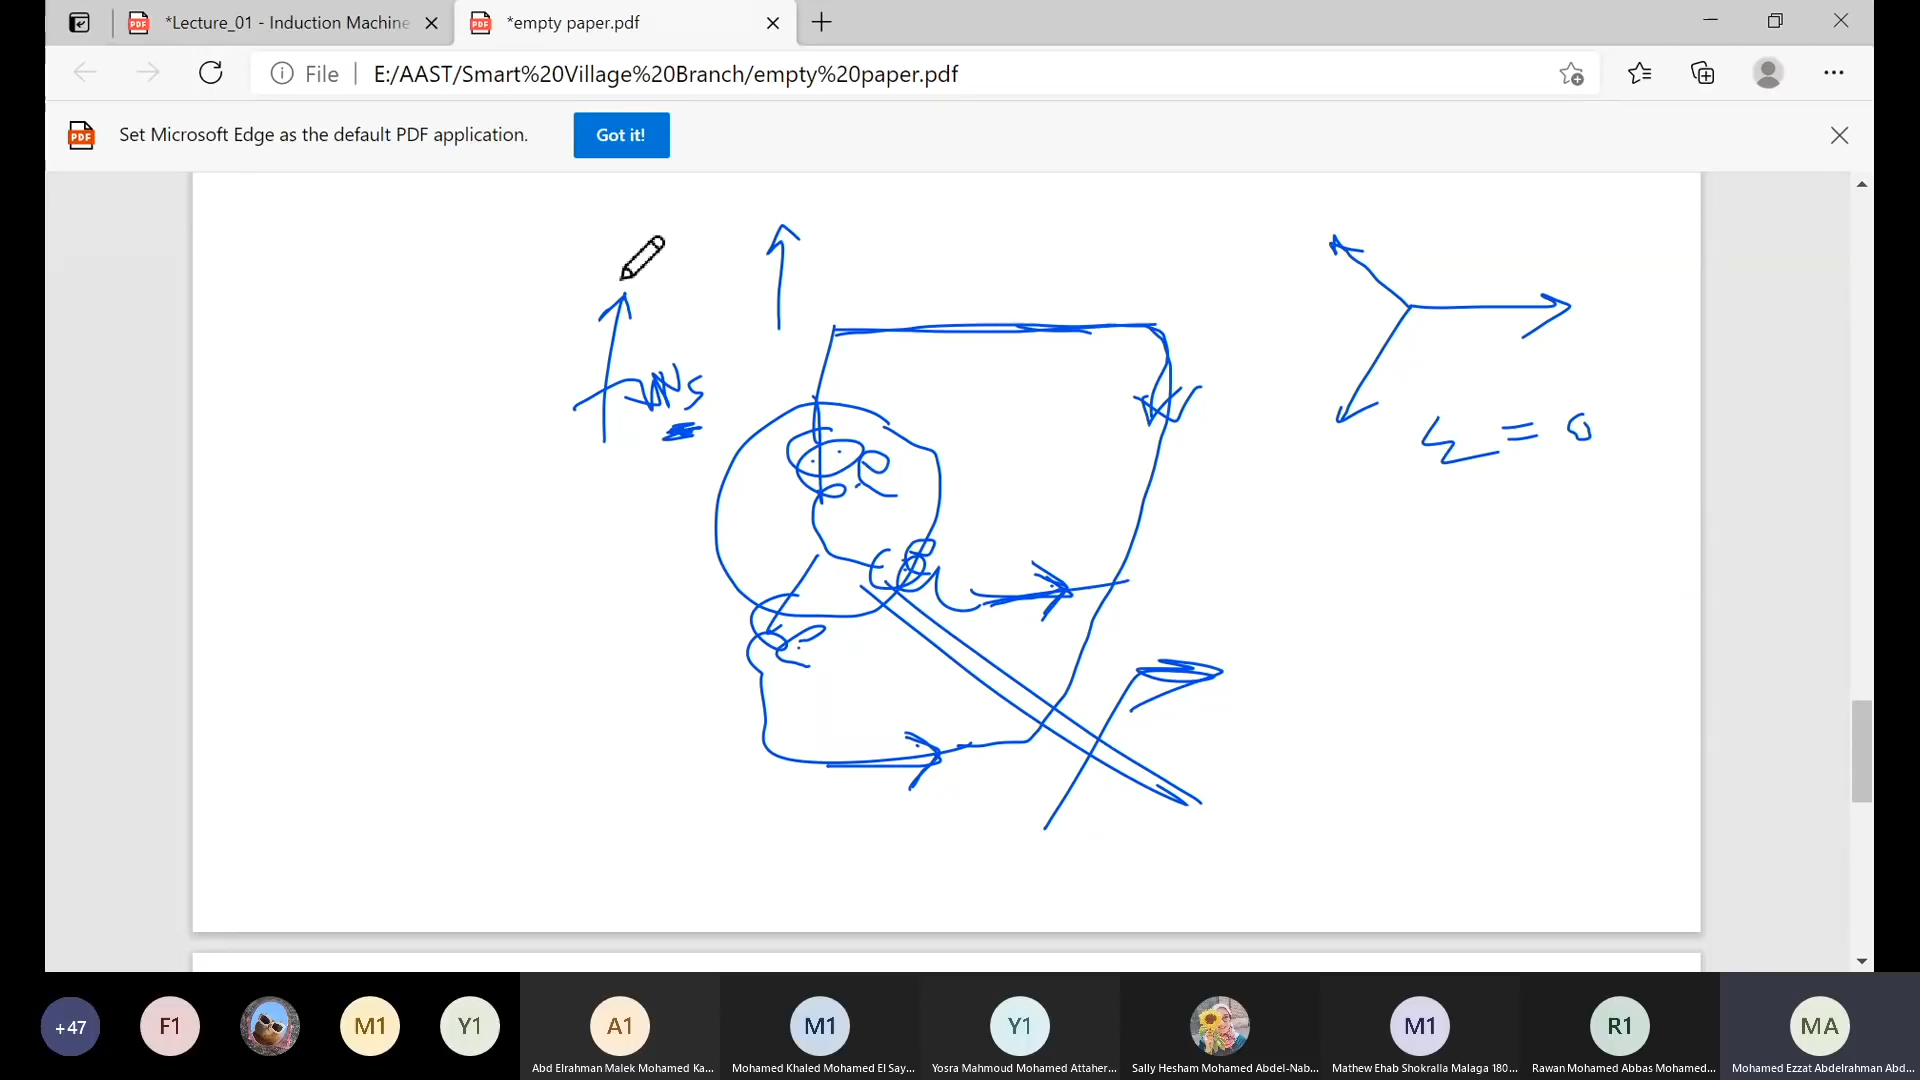 *Lecture_01 - Induction Machine
*empty paper.pdf
File
E:/AAST/Smart%20Village%20Branch/empty%20paper.pdf
Set Microsoft Edge as the default PDF application.
Got it!
= 0
+47
F1
M1
Y1
A1
M1
Y1
M1
R1
MA
Abd Elrahman Malek Mohamed Ka...
Mohamed Khaled Mohamed El Say...
Yosra Mahmoud Mohamed Attaher...
Sally Hesham Mohamed Abdel-Nab...
Mathew Ehab Shokralla Malaga 180...
Rawan Mohamed Abbas Mohamed...
Mohamed Ezzat Abdelrahman Abd...